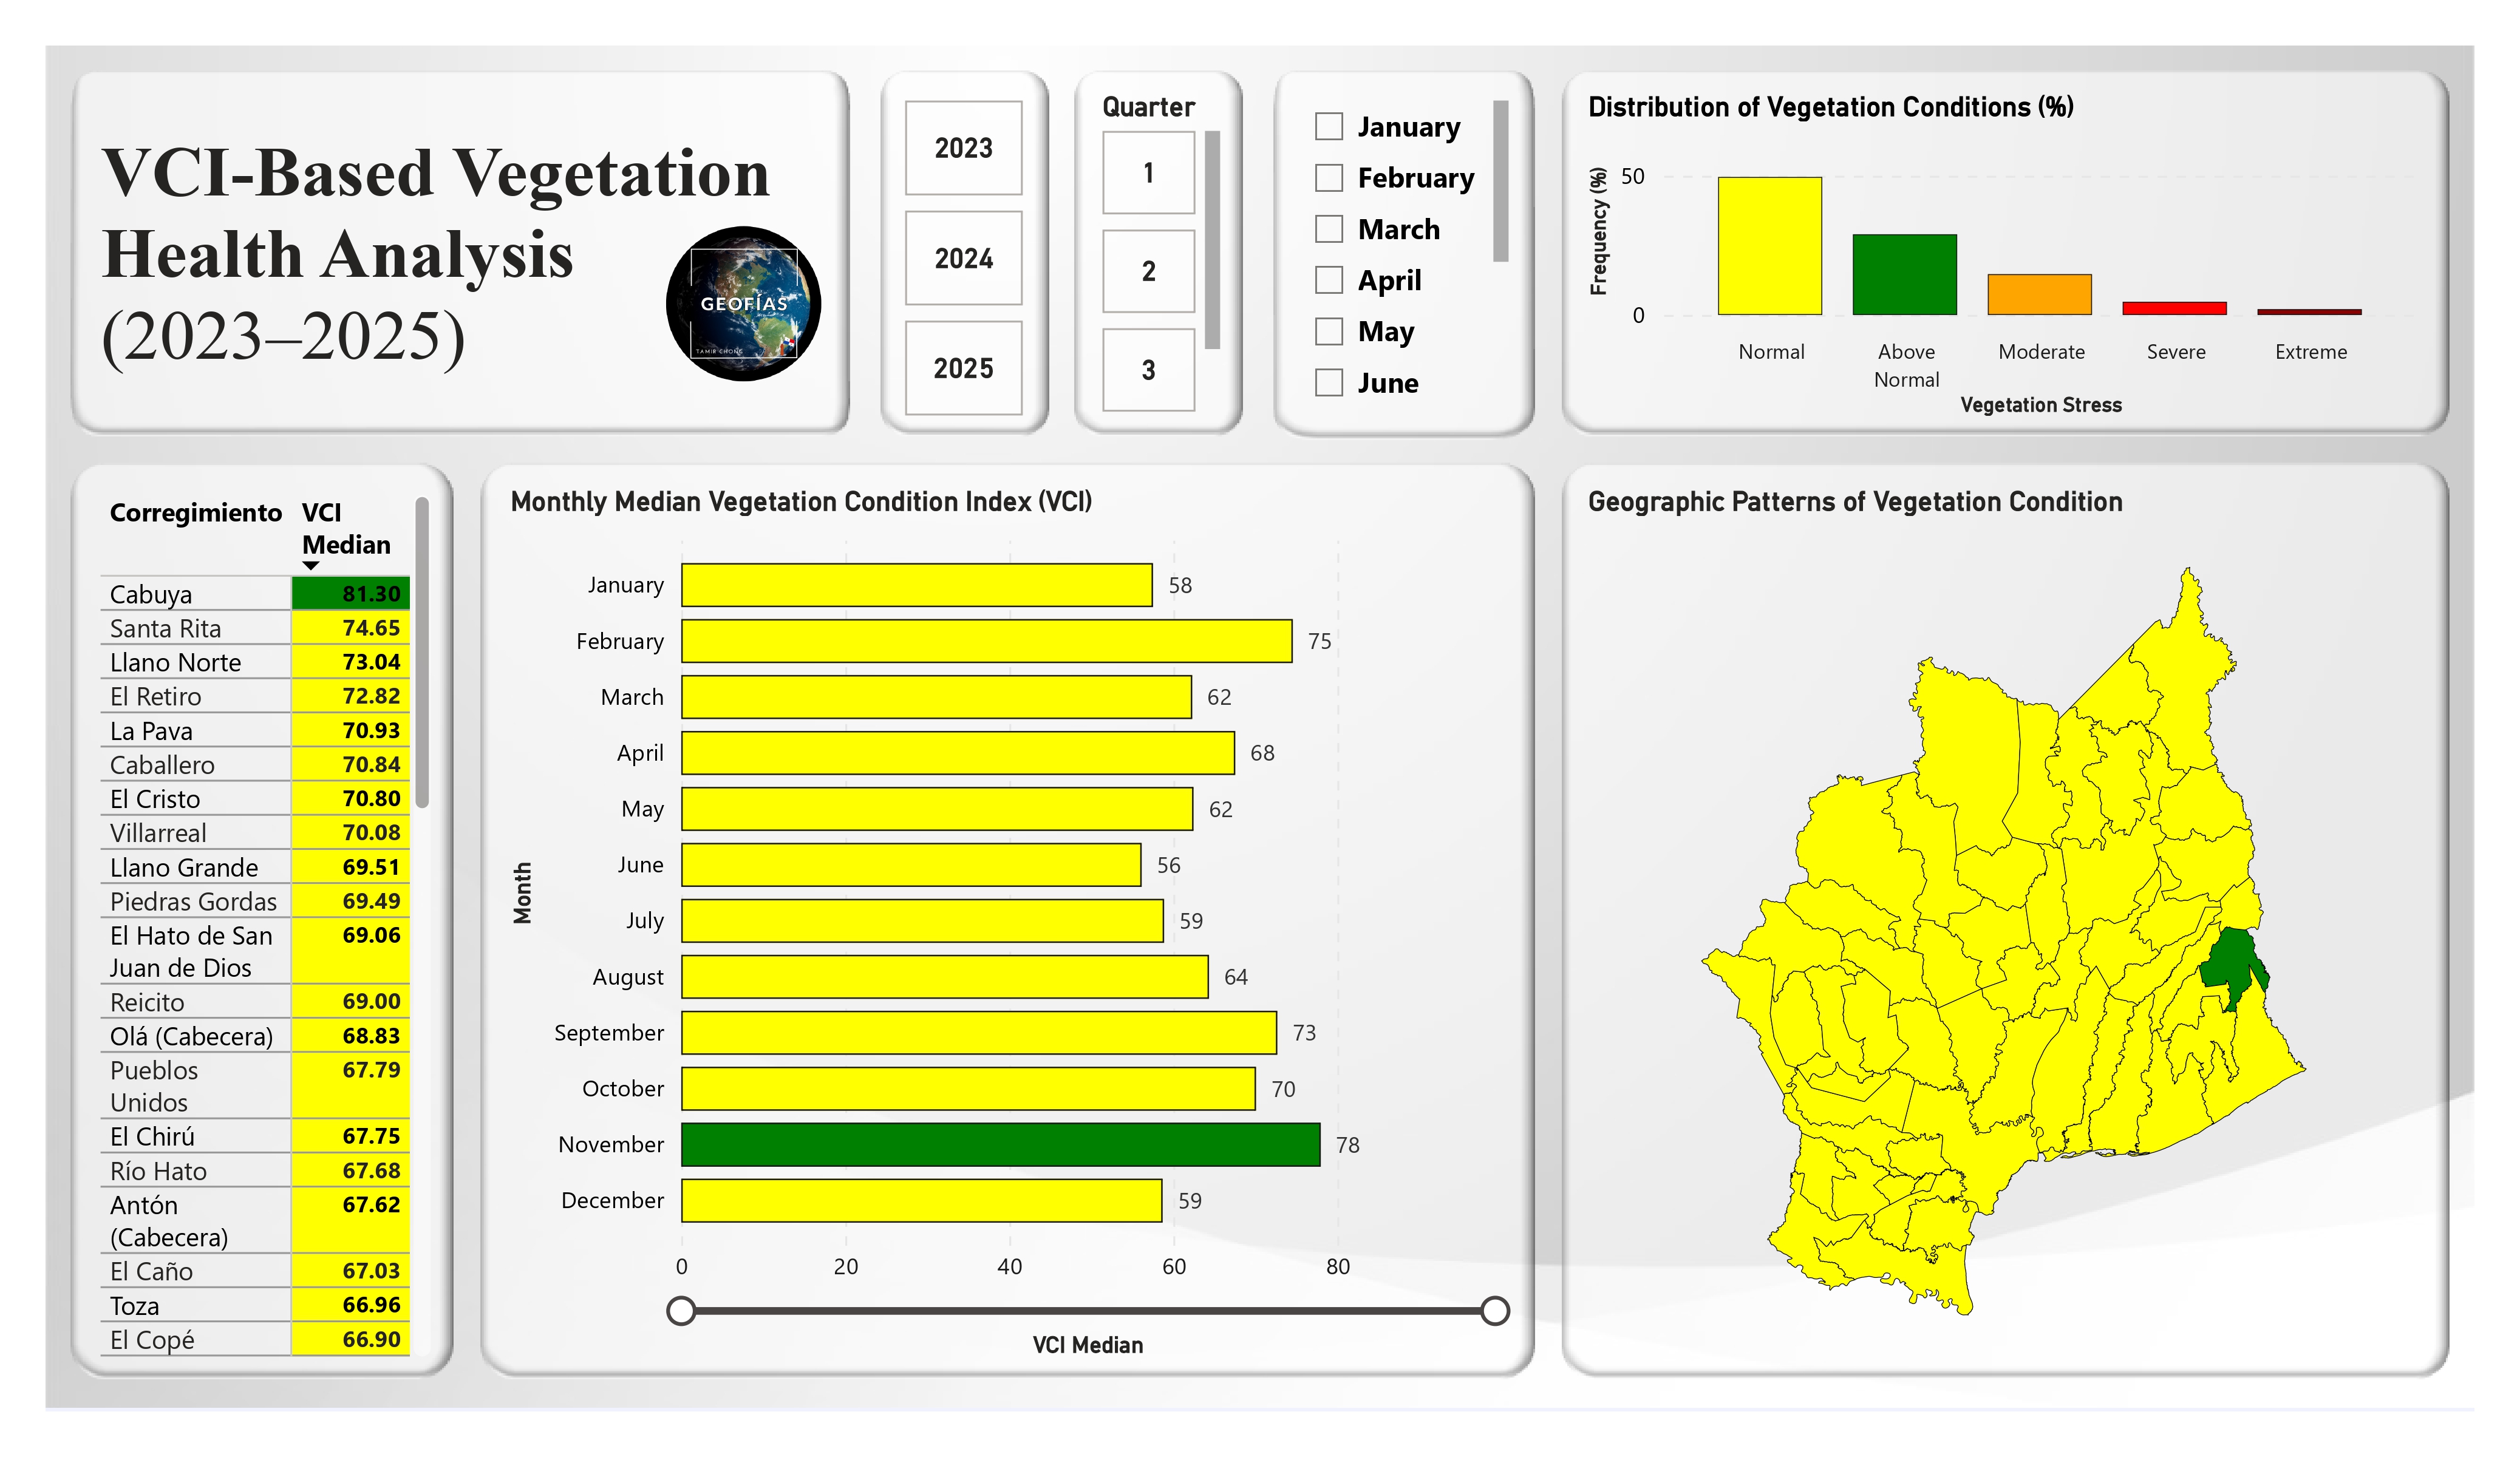 VCI-Based Vegetation
Health Analysis
(2023–2025)
GEOFÍAS
TAMIR CHONG
2023
2024
2025
Quarter
1
2
3
January
February
March
April
May
June
Distribution of Vegetation Conditions (%)
Frequency (%)
50
0
Normal
Above
Normal
Moderate
Severe
Extreme
Vegetation Stress
Corregimiento VCI
Median
Cabuya 81.30
Santa Rita 74.65
Llano Norte 73.04
El Retiro 72.82
La Pava 70.93
Caballero 70.84
El Cristo 70.80
Villarreal 70.08
Llano Grande 69.51
Piedras Gordas 69.49
El Hato de San 69.06
Juan de Dios
Reicito 69.00
Olá (Cabecera) 68.83
Pueblos 67.79
Unidos
El Chirú 67.75
Río Hato 67.68
Antón 67.62
(Cabecera)
El Caño 67.03
Toza 66.96
El Copé 66.90
Monthly Median Vegetation Condition Index (VCI)
Month
January 58
February 75
March 62
April 68
May 62
June 56
July 59
August 64
September 73
October 70
November 78
December 59
0 20 40 60 80
VCI Median
Geographic Patterns of Vegetation Condition